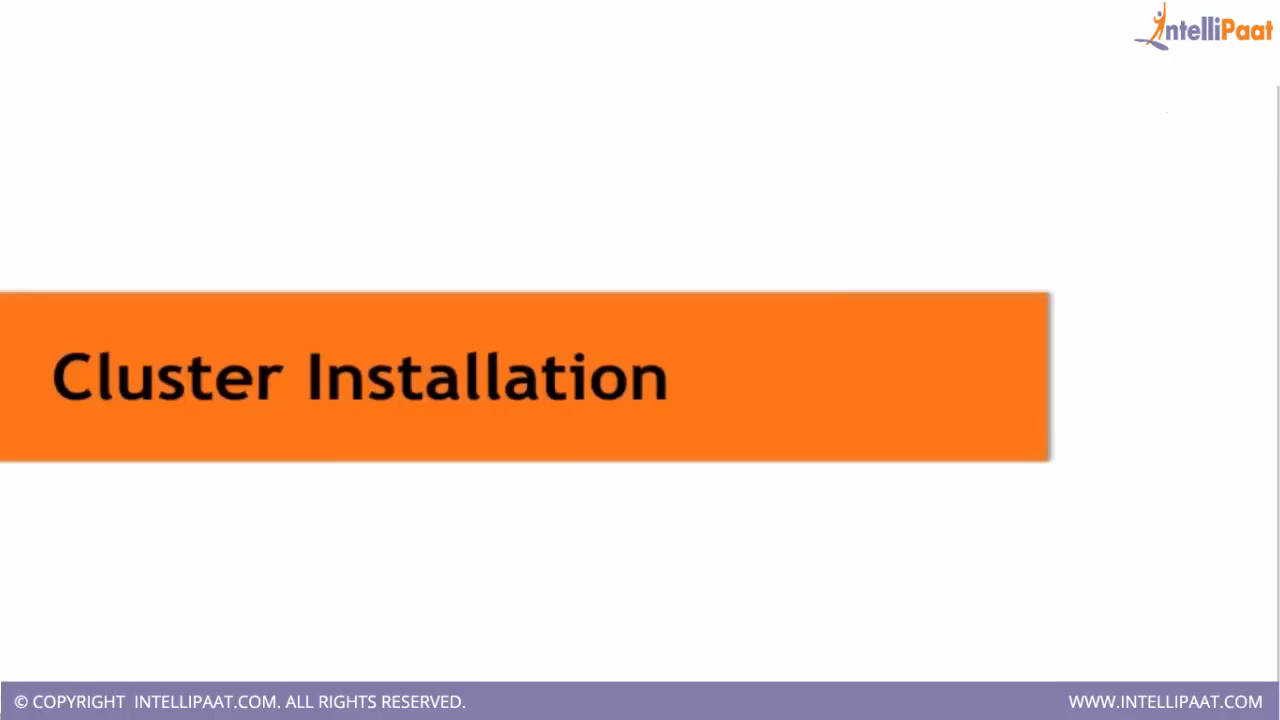 IntelliPaat
Cluster Installation
© COPYRIGHT INTELLIPAAT.COM. ALL RIGHTS RESERVED.
WWW.INTELLIPAAT.COM